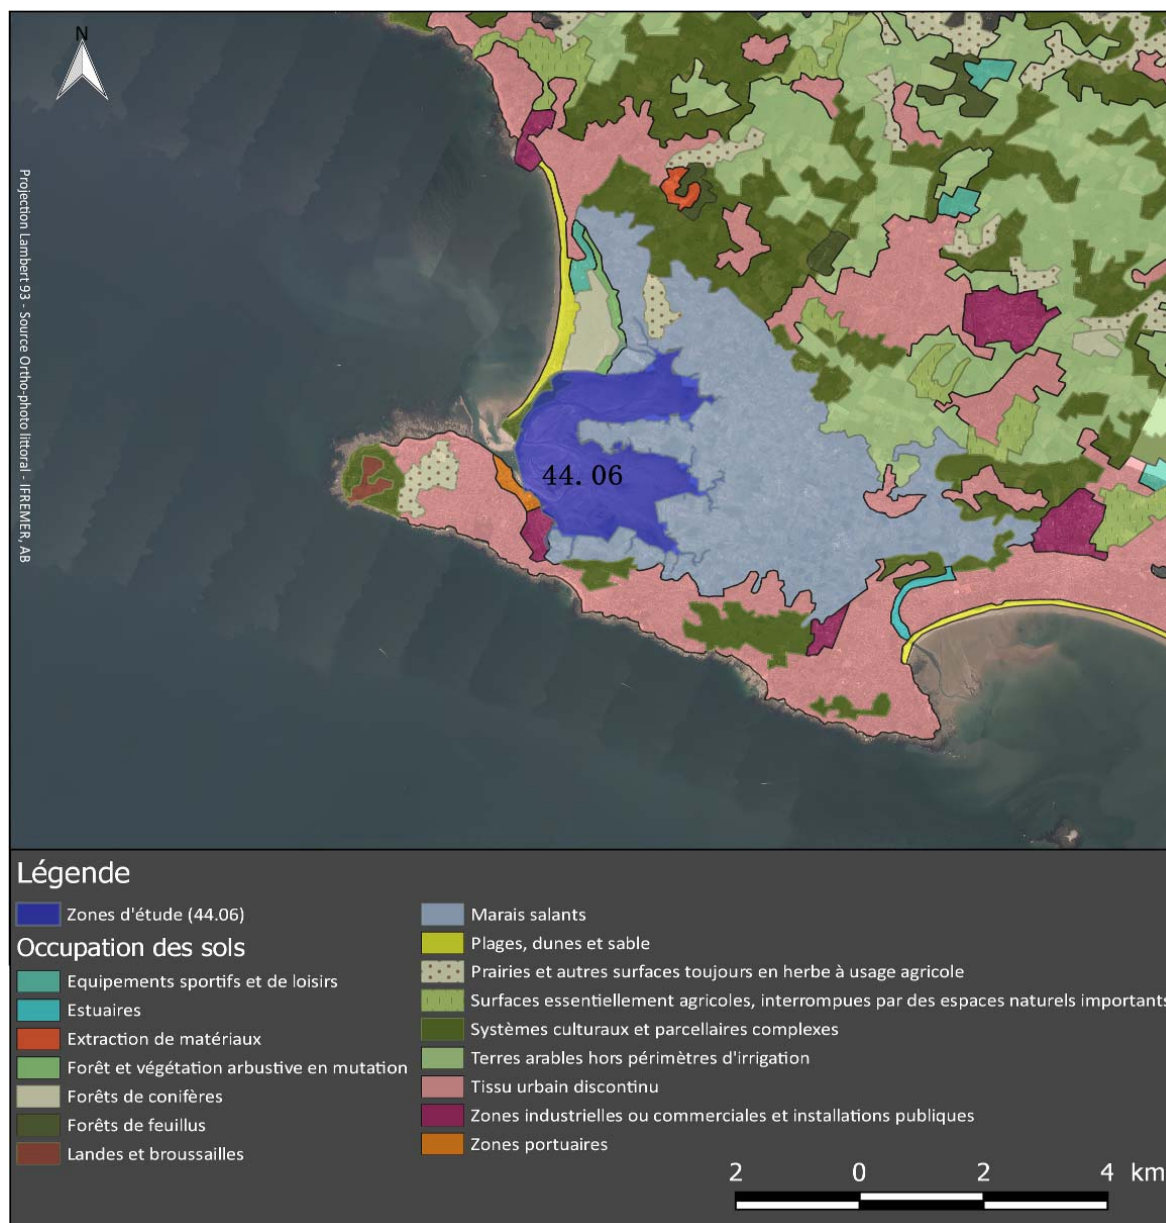 N
Projection Lambert 93 - Source Ortho-photo littoral - IFREMER, AB
44. 06
Légende
Zones d'étude (44.06)
Occupation des sols
Equipements sportifs et de loisirs
Estuaires
Extraction de matériaux
Forêt et végétation arbustive en mutation
Forêts de conifères
Forêts de feuillus
Landes et broussailles
Marais salants
Plages, dunes et sable
Prairies et autres surfaces toujours en herbe à usage agricole
Surfaces essentiellement agricoles, interrompues par des espaces naturels importants
Systèmes culturaux et parcellaires complexes
Terres arables hors périmètres d'irrigation
Tissu urbain discontinu
Zones industrielles ou commerciales et installations publiques
Zones portuaires
2 0 2 4 km